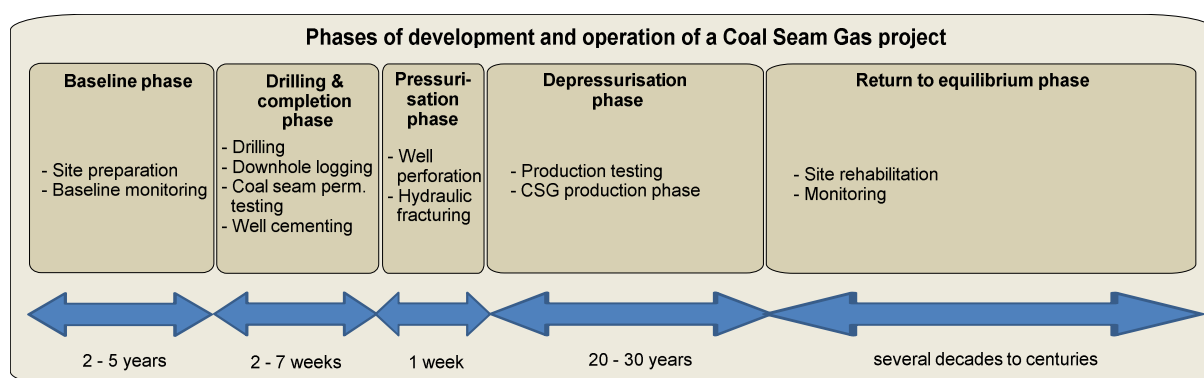 Phases of development and operation of a Coal Seam Gas project
Baseline phase
- Site preparation
- Baseline monitoring
Drilling &
completion
phase
- Drilling
- Downhole logging
- Coal seam perm.
testing
- Well cementing
Pressuri-
sation
phase
- Well
perforation
- Hydraulic
fracturing
Depressurisation
phase
- Production testing
- CSG production phase
Return to equilibrium phase
- Site rehabilitation
- Monitoring
2 - 5 years
2 - 7 weeks
1 week
20 - 30 years
several decades to centuries